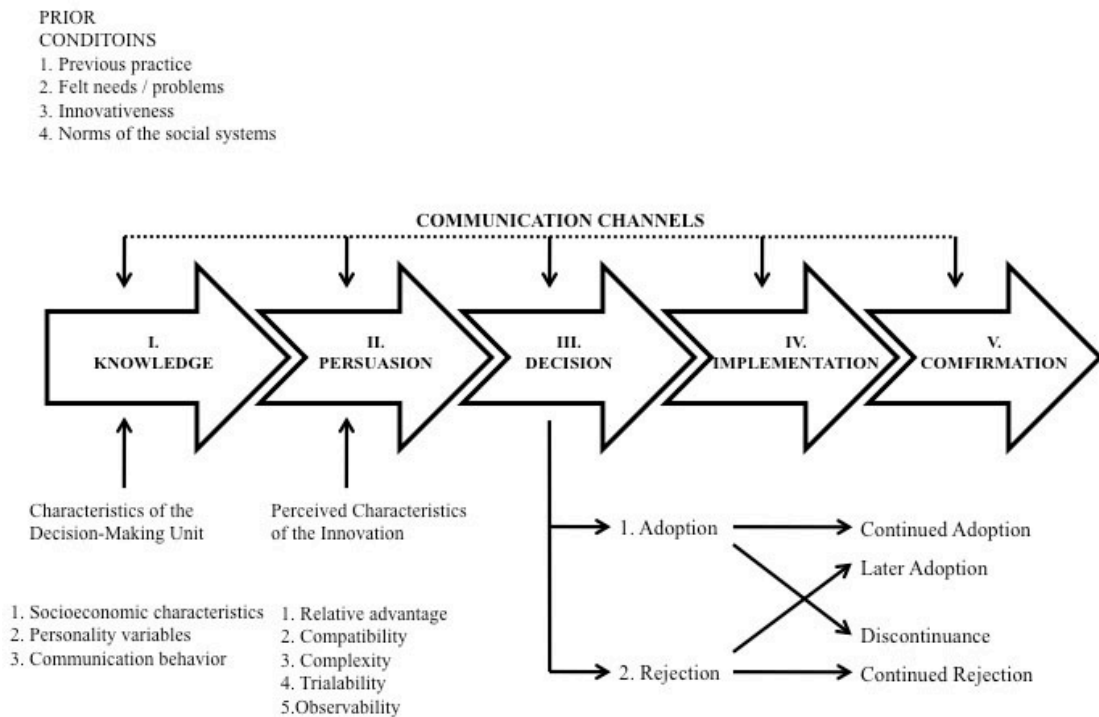 PRIOR
CONDITOINS
1. Previous practice
2. Felt needs / problems
3. Innovativeness
4. Norms of the social systems
COMMUNICATION CHANNELS
I.
KNOWLEDGE
II.
PERSUASION
III.
DECISION
IV.
IMPLEMENTATION
V.
COMFIRMATION
Characteristics of the
Decision-Making Unit
Perceived Characteristics
of the Innovation
1. Socioeconomic characteristics
2. Personality variables
3. Communication behavior
1. Relative advantage
2. Compatibility
3. Complexity
4. Trialability
5.Observability
1. Adoption
2. Rejection
Continued Adoption
Later Adoption
Discontinuance
Continued Rejection